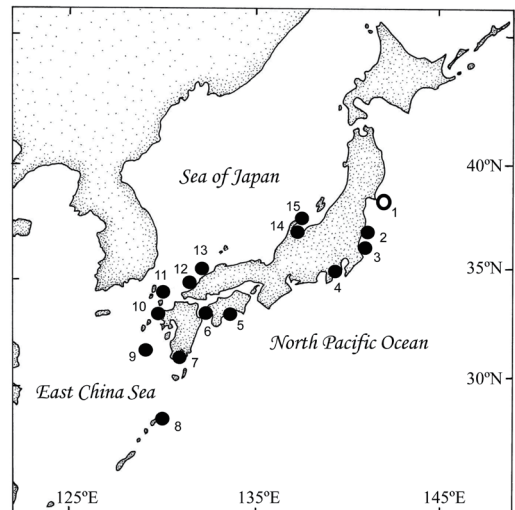 40ºN
Sea of Japan
15
1
14
2
13
3
12
35ºN
11
4
10
6
5
North Pacific Ocean
9
7
30ºN
East China Sea
8
125ºE
135ºE
145ºE